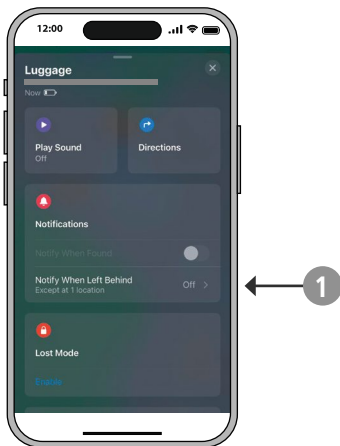 12:00
Luggage
Now
Play Sound
Off
Directions
Notifications
Notify When Found
Notify When Left Behind
Except at 1 location
Off
Lost Mode
Enable
1